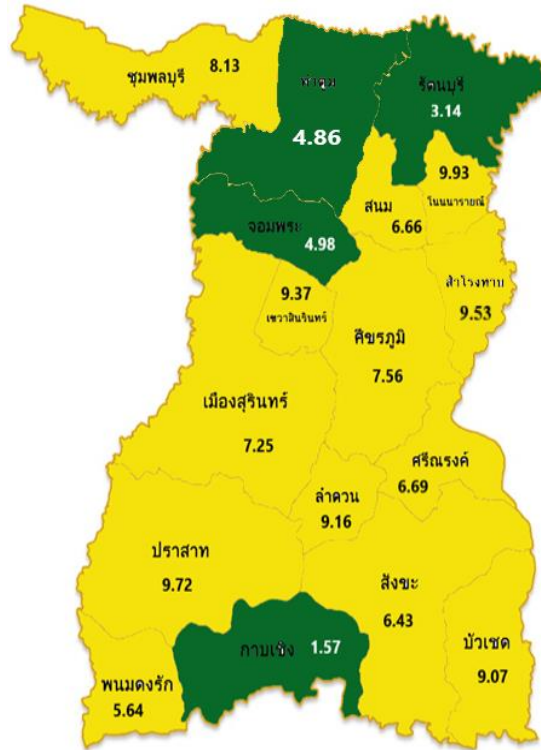 ชุมพลบุรี 8.13
ท่าตูม
4.86
รัตนบุรี
3.14
9.93
โนนนารายณ์
สนม
6.66
จอมพระ
4.98
9.37
เขวาสินรินทร์
สำโรงทาบ
9.53
ศีขรภูมิ
7.56
เมืองสุรินทร์
7.25
ศรีณรงค์
6.69
ลำดวน
9.16
ปราสาท
9.72
สังขะ
6.43
บัวเชด
9.07
กาบเชิง 1.57
พนมดงรัก
5.64